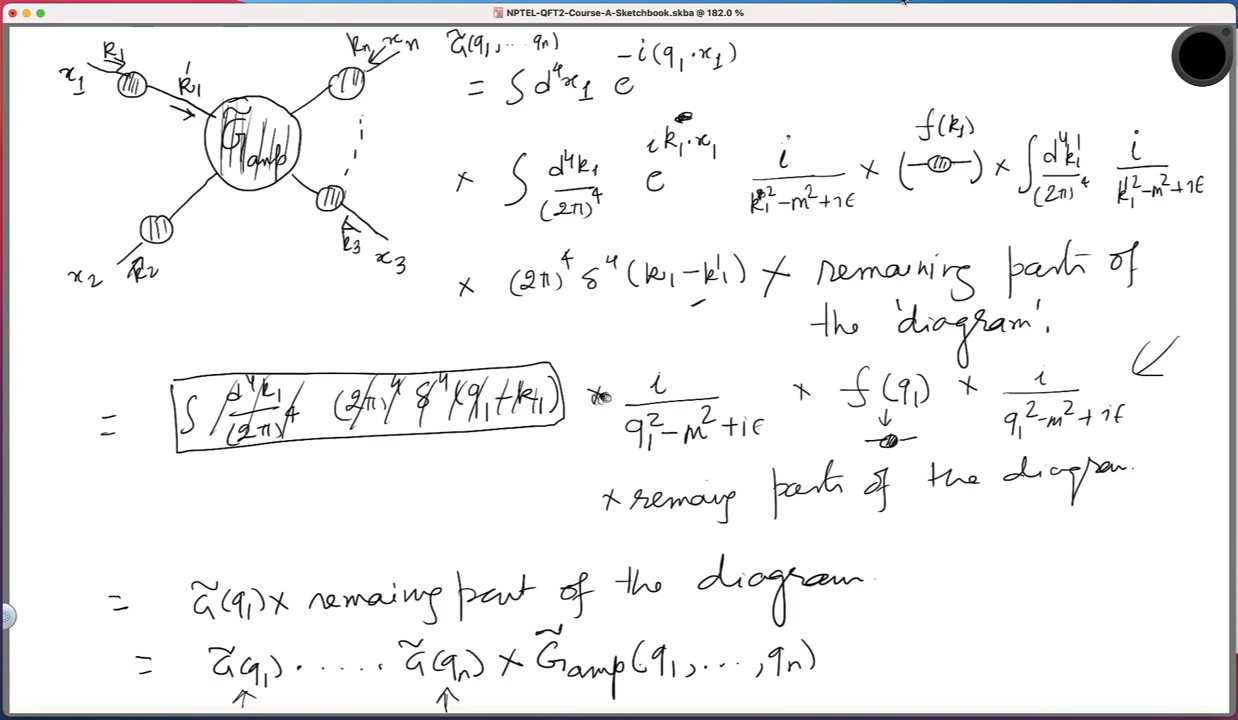 NPTEL-QFT2-Course-A-Sketchbook.skba @ 182.0 %
k₁ x₁ k₁′ kₙ xₙ
G̃amp
x₂ k₂ k₃ x₃
G̃(q₁, ... qₙ)
= ∫ d⁴x₁ e^{-i(q₁·x₁)}
× ∫ d⁴k₁/(2π)⁴ e^{ik₁·x₁} i/(k₁²-m²+iε) × f(k₁) ( ) × ∫ d⁴k₁′/(2π)⁴ i/(k₁′²-m²+iε)
× (2π)⁴ δ⁴(k₁-k₁′) × remaining parts of
the 'diagram'.
= ∫ d⁴k₁/(2π)⁴ (2π)⁴ δ⁴(q₁+k₁) × i/(q₁²-m²+iε) × f(q₁) × i/(q₁²-m²+iε)
× remaing parts of the diagram.
= G̃(q₁) × remaing part of the diagram.
= G̃(q₁) ..... G̃(qₙ) × G̃amp(q₁, ..., qₙ)